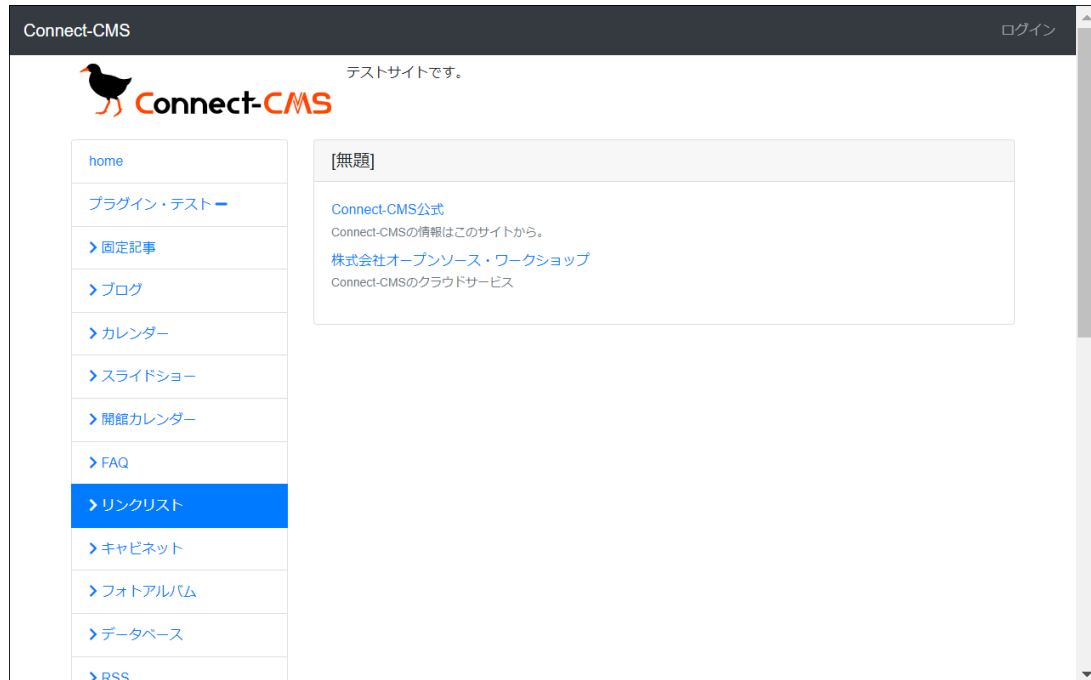 Connect-CMS
ログイン
Connect-CMS
テストサイトです。
home
プラグイン・テスト
固定記事
ブログ
カレンダー
スライドショー
開館カレンダー
FAQ
リンクリスト
キャビネット
フォトアルバム
データベース
RSS
[無題]
Connect-CMS公式
Connect-CMSの情報はこのサイトから。
株式会社オープンソース・ワークショップ
Connect-CMSのクラウドサービス